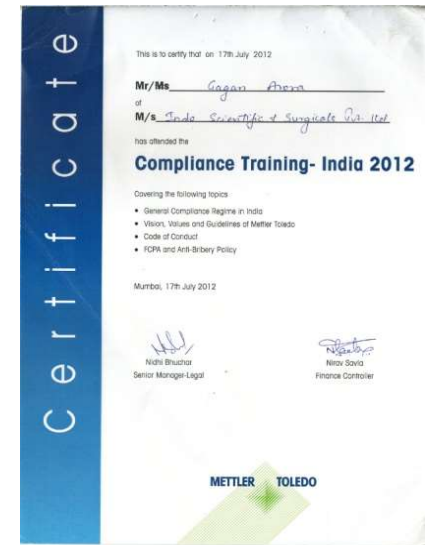 Certificate
This is to certify that on 17th July 2012
Mr/Ms Gagan Arora
of
M/s Indo Scientific & Surgicals Pvt. Ltd
has attended the
Compliance Training- India 2012
Covering the following topics
• General Compliance Regime in India
• Vision, Values and Guidelines of Mettler Toledo
• Code of Conduct
• FCPA and Anti-Bribery Policy
Mumbai, 17th July 2012
Nidhi Bhuchar
Senior Manager-Legal
Nirav Savla
Finance Controller
METTLER TOLEDO